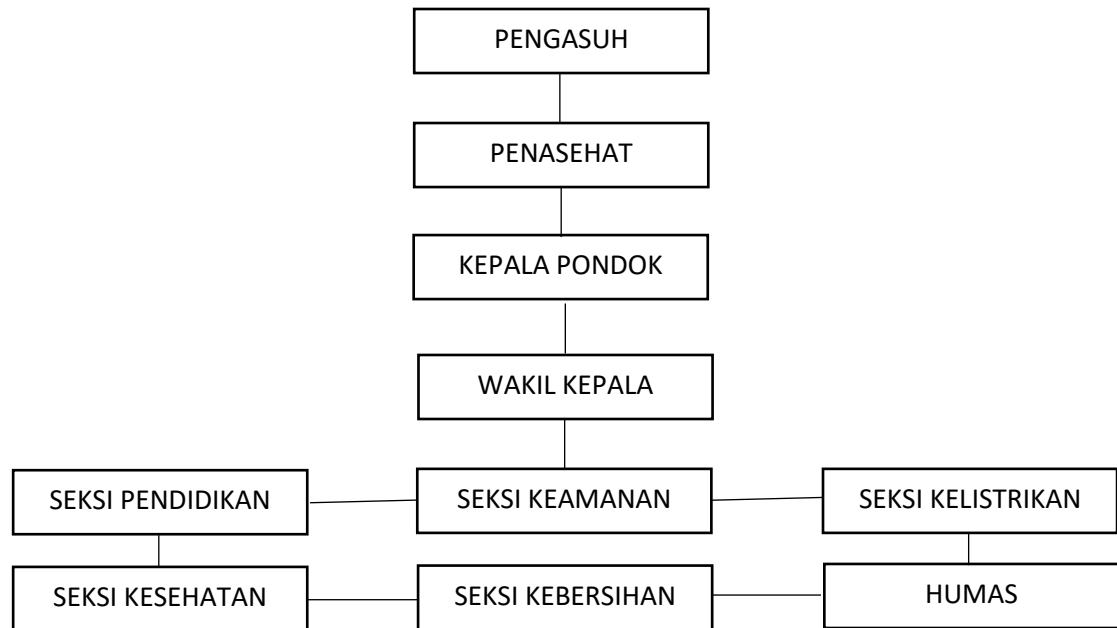 PENGASUH
PENASEHAT
KEPALA PONDOK
WAKIL KEPALA
SEKSI PENDIDIKAN
SEKSI KEAMANAN
SEKSI KELISTRIKAN
SEKSI KESEHATAN
SEKSI KEBERSIHAN
HUMAS